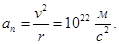 aₙ = v²/r = 10²² м/с².